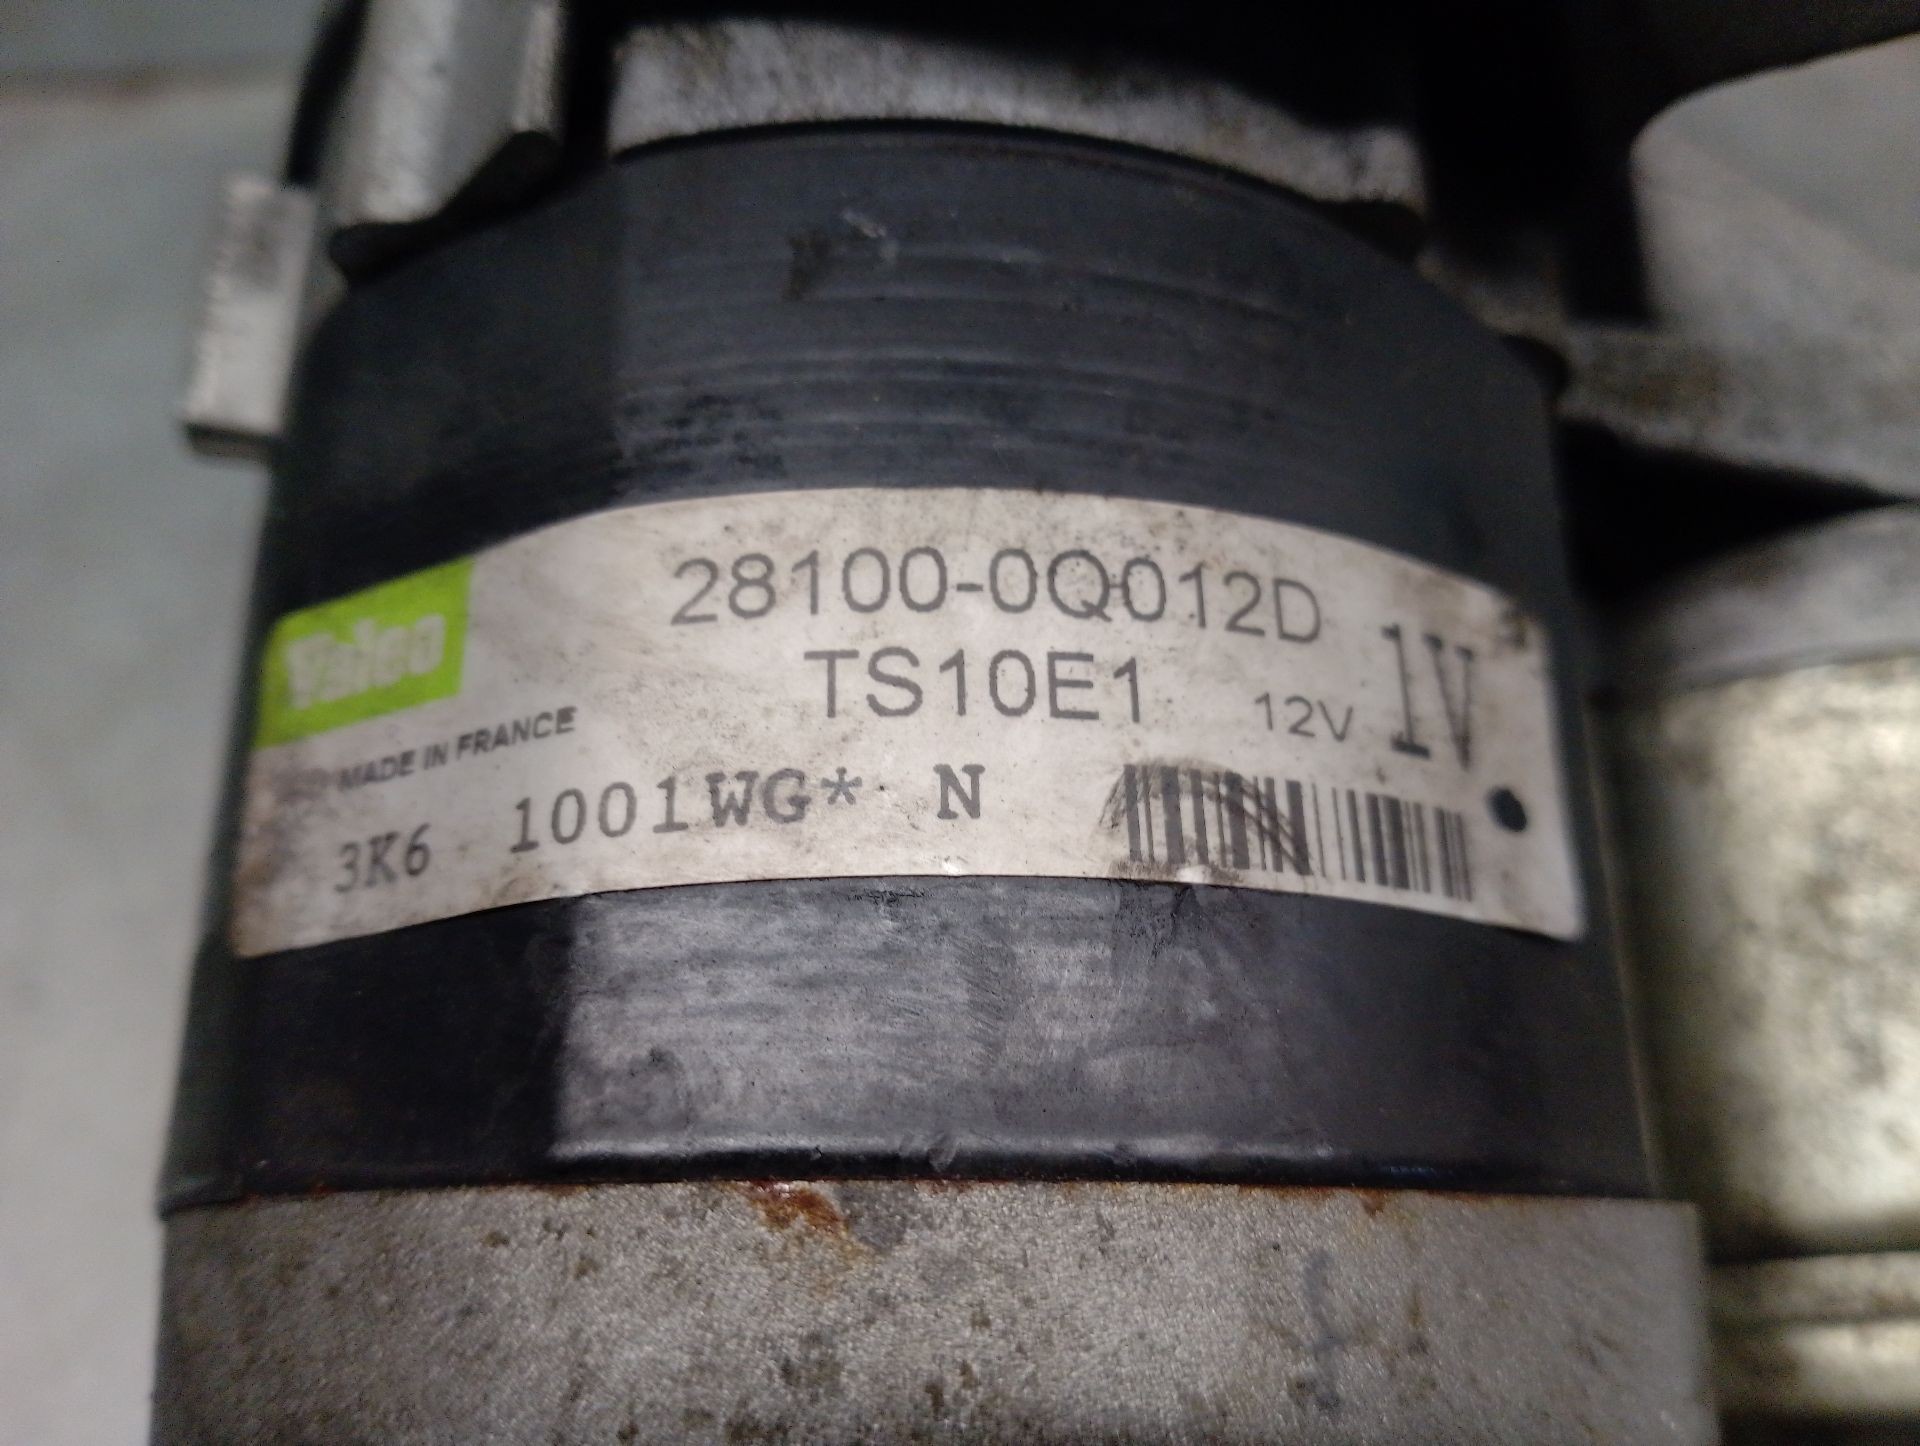 28100-0Q012D
Valeo
TS10E1 12V 1V
MADE IN FRANCE
3K6 1001WG* N